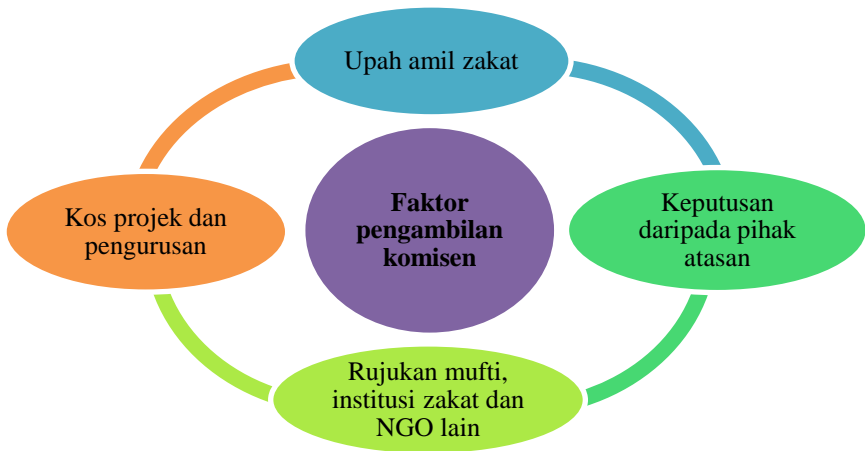 Upah amil zakat
Kos projek dan
pengurusan
Faktor
pengambilan
komisen
Keputusan
daripada pihak
atasan
Rujukan mufti,
institusi zakat dan
NGO lain